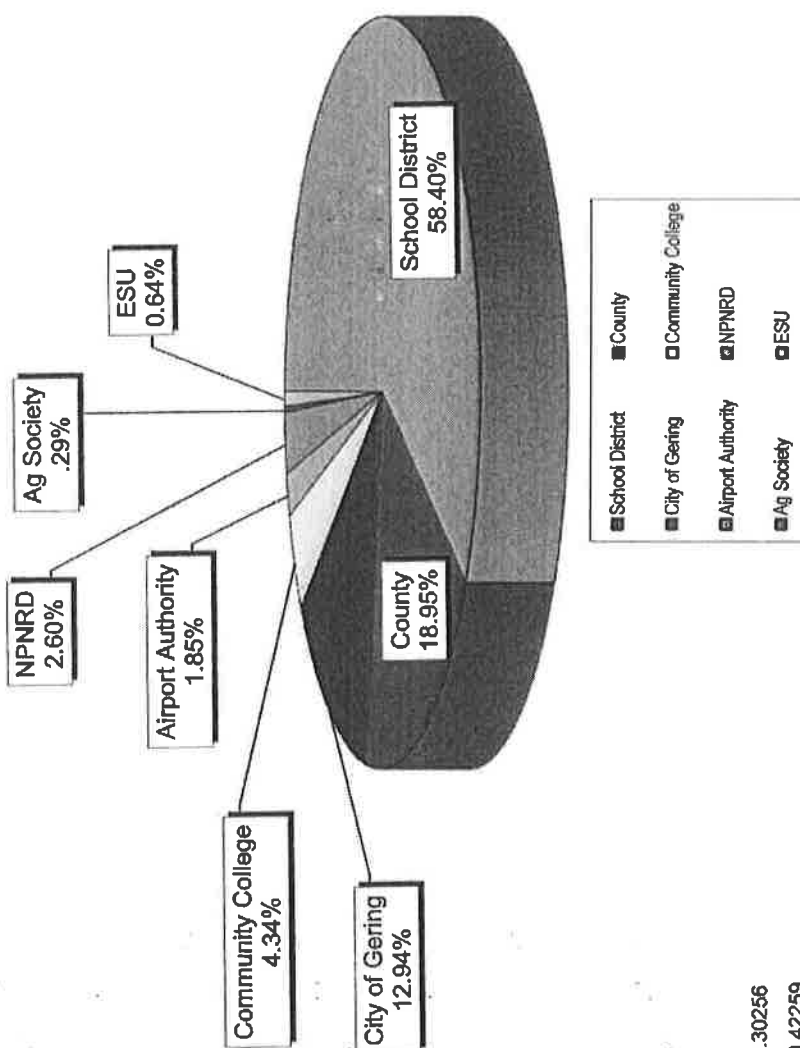 ESU
0.64%
Ag Society
.29%
NPNRD
2.60%
Airport Authority
1.85%
Community College
4.34%
City of Gering
12.94%
County
18.95%
School District
58.40%
School District
County
City of Gering
Community College
Airport Authority
NPNRD
Ag Society
ESU
.30256
.42259